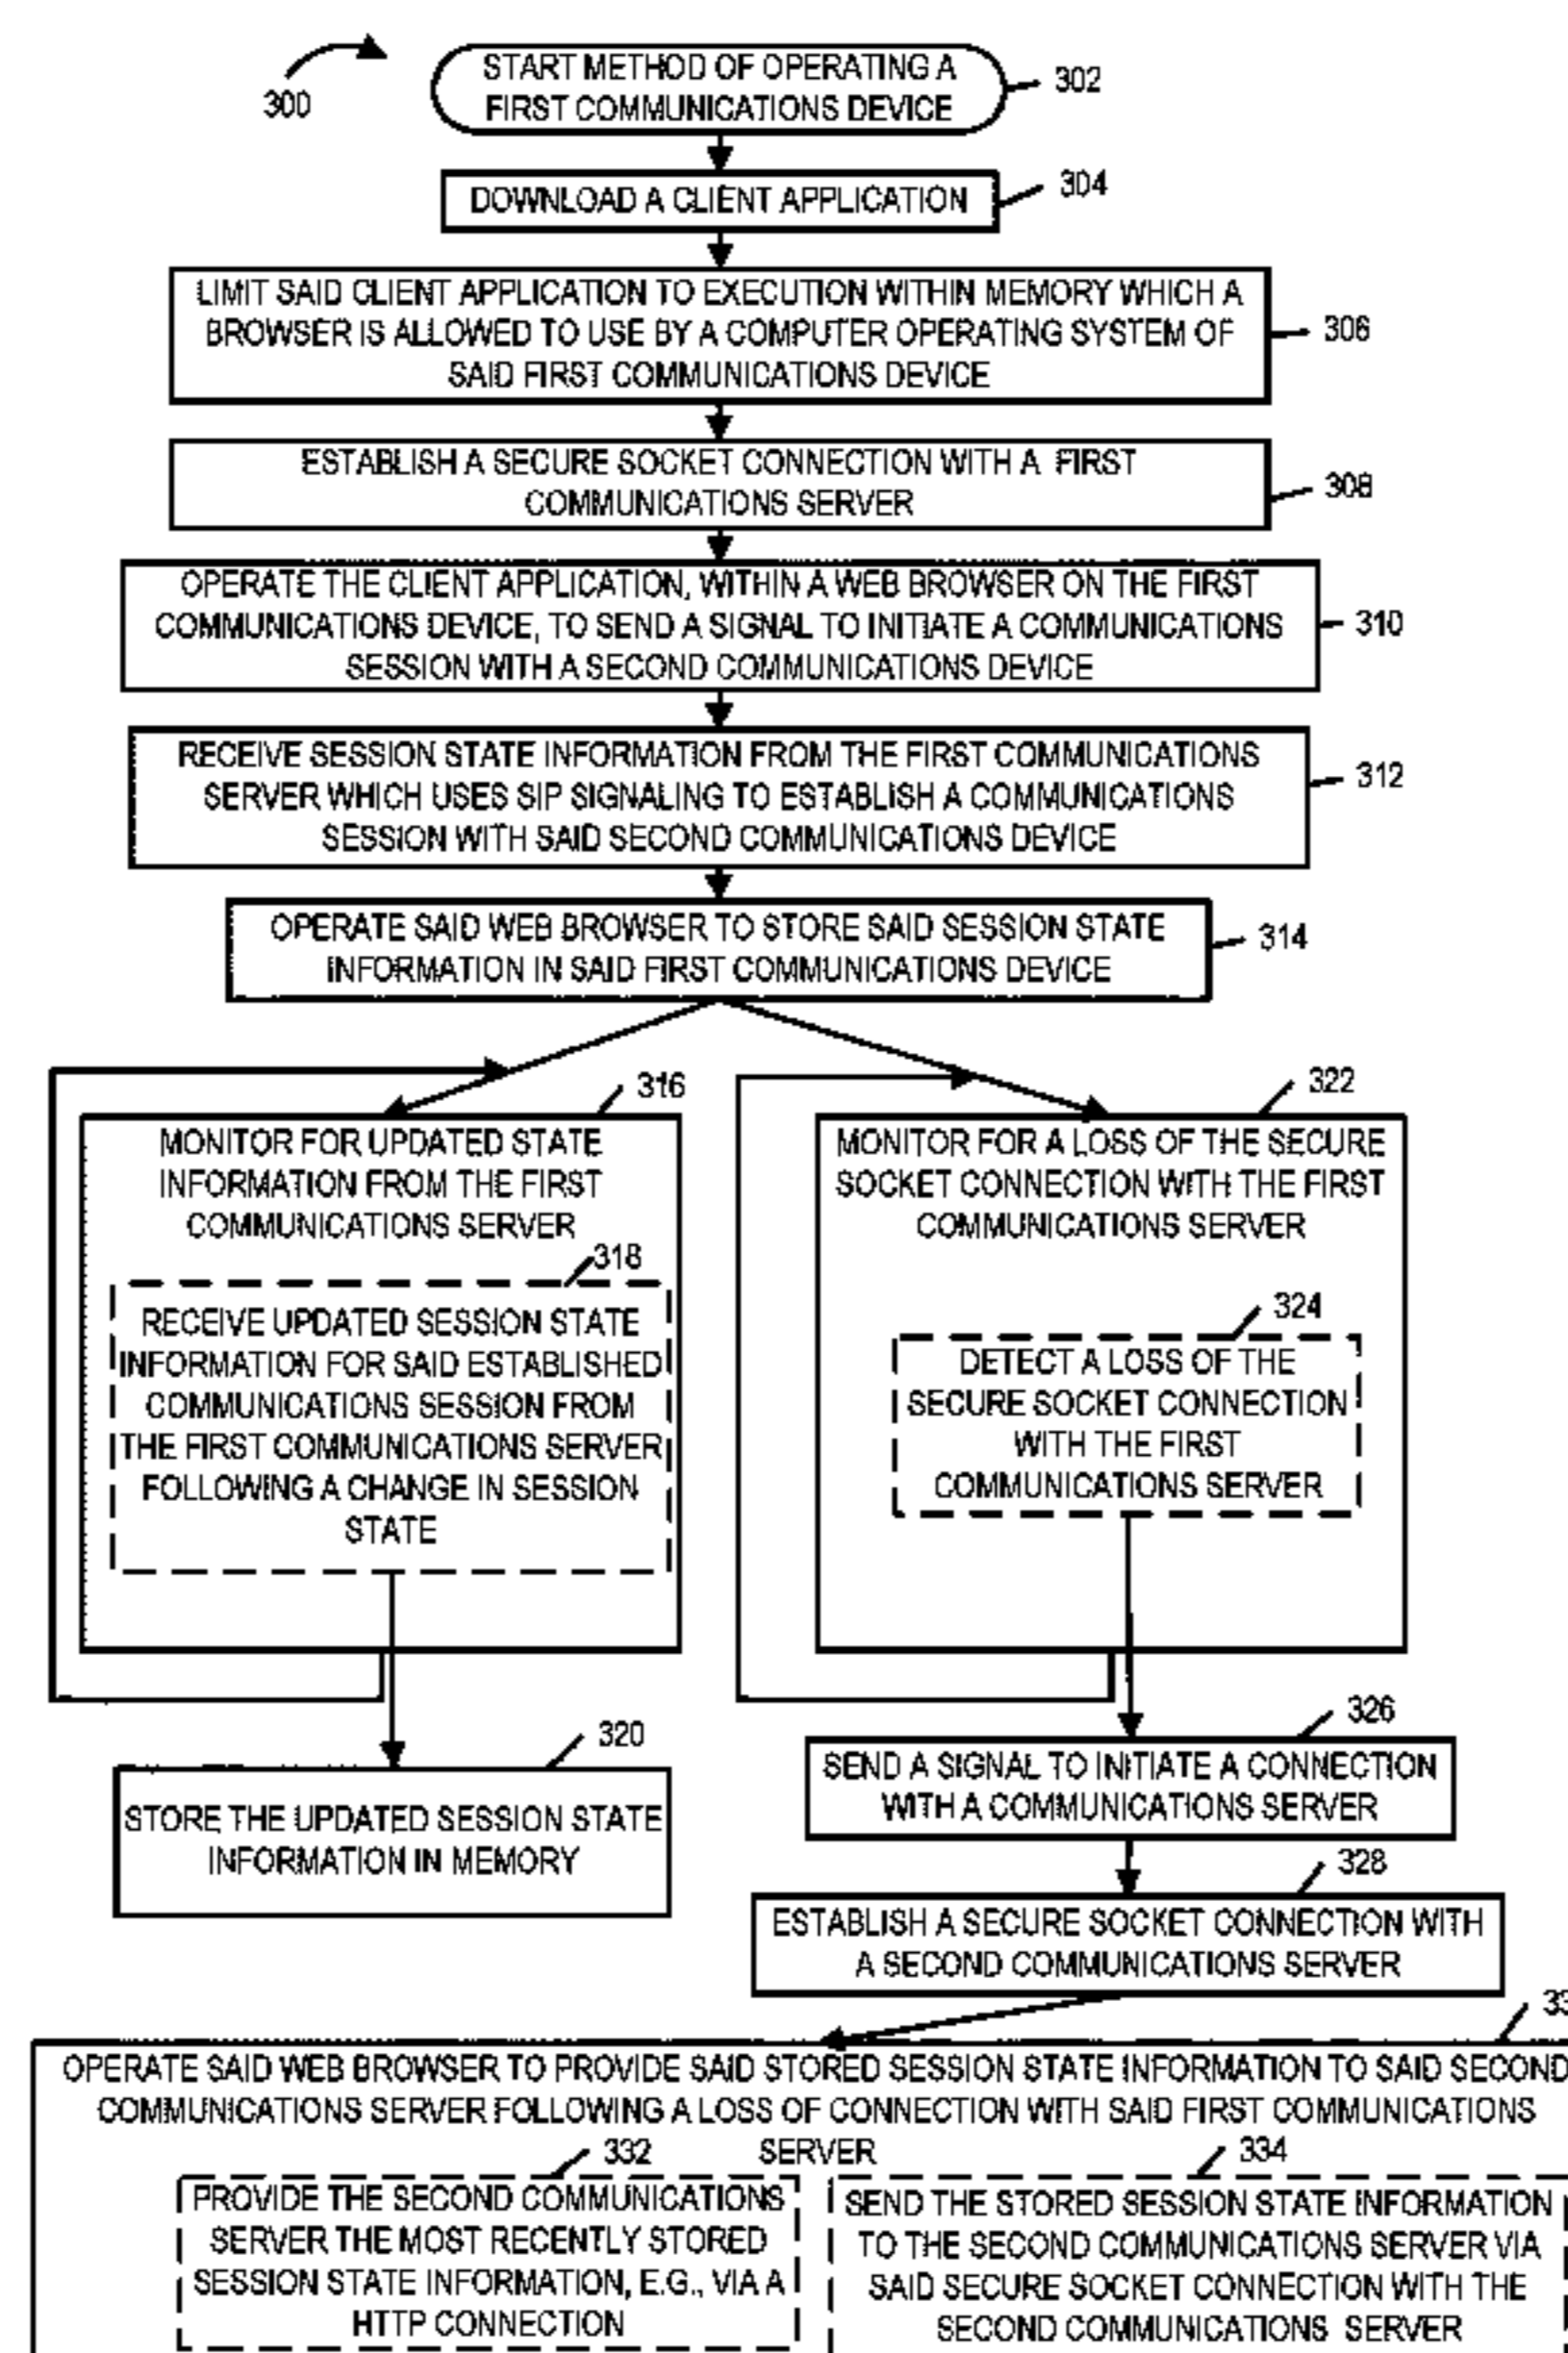 300
START METHOD OF OPERATING A
FIRST COMMUNICATIONS DEVICE
302
DOWNLOAD A CLIENT APPLICATION
304
LIMIT SAID CLIENT APPLICATION TO EXECUTION WITHIN MEMORY WHICH A
BROWSER IS ALLOWED TO USE BY A COMPUTER OPERATING SYSTEM OF
SAID FIRST COMMUNICATIONS DEVICE
306
ESTABLISH A SECURE SOCKET CONNECTION WITH A FIRST
COMMUNICATIONS SERVER
308
OPERATE THE CLIENT APPLICATION, WITHIN A WEB BROWSER ON THE FIRST
COMMUNICATIONS DEVICE, TO SEND A SIGNAL TO INITIATE A COMMUNICATIONS
SESSION WITH A SECOND COMMUNICATIONS DEVICE
310
RECEIVE SESSION STATE INFORMATION FROM THE FIRST COMMUNICATIONS
SERVER WHICH USES SIP SIGNALING TO ESTABLISH A COMMUNICATIONS
SESSION WITH SAID SECOND COMMUNICATIONS DEVICE
312
OPERATE SAID WEB BROWSER TO STORE SAID SESSION STATE
INFORMATION IN SAID FIRST COMMUNICATIONS DEVICE
314
316
MONITOR FOR UPDATED STATE
INFORMATION FROM THE FIRST
COMMUNICATIONS SERVER
318
RECEIVE UPDATED SESSION STATE
INFORMATION FOR SAID ESTABLISHED
COMMUNICATIONS SESSION FROM
THE FIRST COMMUNICATIONS SERVER
FOLLOWING A CHANGE IN SESSION
STATE
320
STORE THE UPDATED SESSION STATE
INFORMATION IN MEMORY
322
MONITOR FOR A LOSS OF THE SECURE
SOCKET CONNECTION WITH THE FIRST
COMMUNICATIONS SERVER
324
DETECT A LOSS OF THE
SECURE SOCKET CONNECTION
WITH THE FIRST
COMMUNICATIONS SERVER
326
SEND A SIGNAL TO INITIATE A CONNECTION
WITH A COMMUNICATIONS SERVER
328
ESTABLISH A SECURE SOCKET CONNECTION WITH
A SECOND COMMUNICATIONS SERVER
OPERATE SAID WEB BROWSER TO PROVIDE SAID STORED SESSION STATE INFORMATION TO SAID SECOND
COMMUNICATIONS SERVER FOLLOWING A LOSS OF CONNECTION WITH SAID FIRST COMMUNICATIONS
SERVER
332
PROVIDE THE SECOND COMMUNICATIONS
SERVER THE MOST RECENTLY STORED
SESSION STATE INFORMATION, E.G., VIA A
HTTP CONNECTION
334
SEND THE STORED SESSION STATE INFORMATION
TO THE SECOND COMMUNICATIONS SERVER VIA
SAID SECURE SOCKET CONNECTION WITH THE
SECOND COMMUNICATIONS SERVER